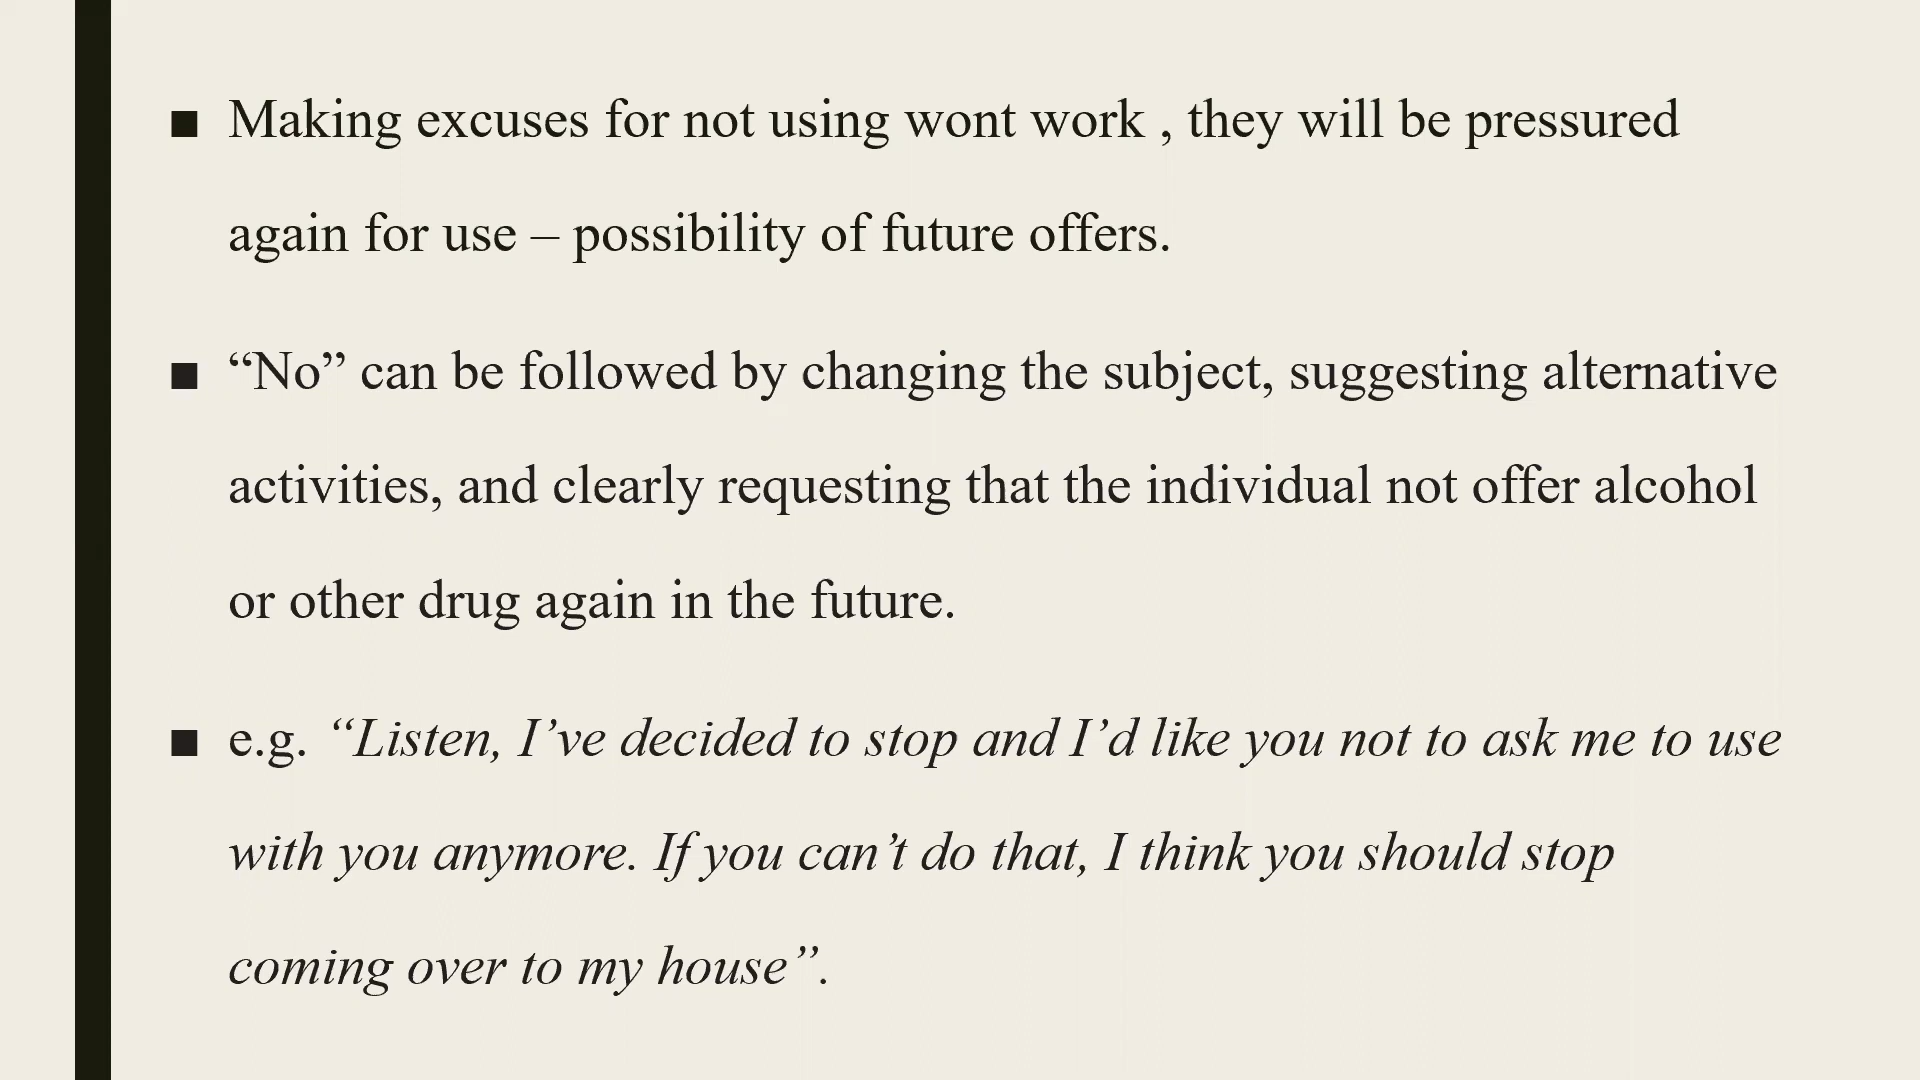 ■ Making excuses for not using wont work , they will be pressured
again for use – possibility of future offers.
■ “No” can be followed by changing the subject, suggesting alternative
activities, and clearly requesting that the individual not offer alcohol
or other drug again in the future.
■ e.g. “Listen, I’ve decided to stop and I’d like you not to ask me to use
with you anymore. If you can’t do that, I think you should stop
coming over to my house”.